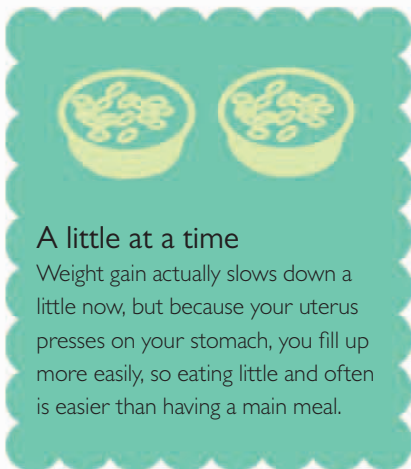 A little at a time
Weight gain actually slows down a
little now, but because your uterus
presses on your stomach, you fill up
more easily, so eating little and often
is easier than having a main meal.